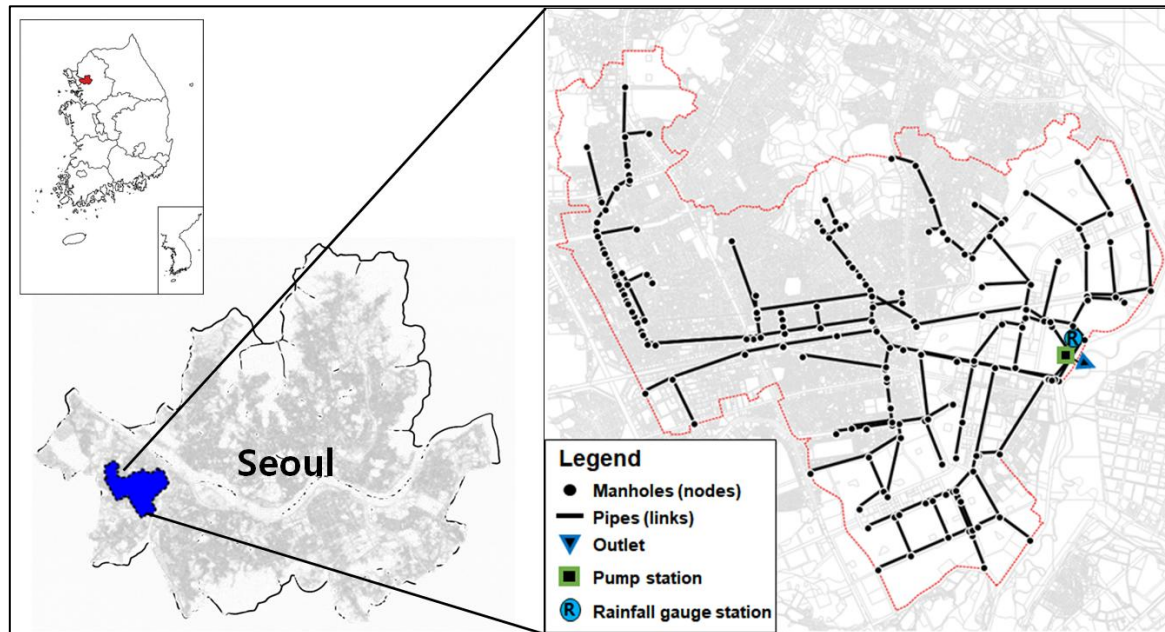 Seoul
Legend
Manholes (nodes)
Pipes (links)
Outlet
Pump station
R Rainfall gauge station
R